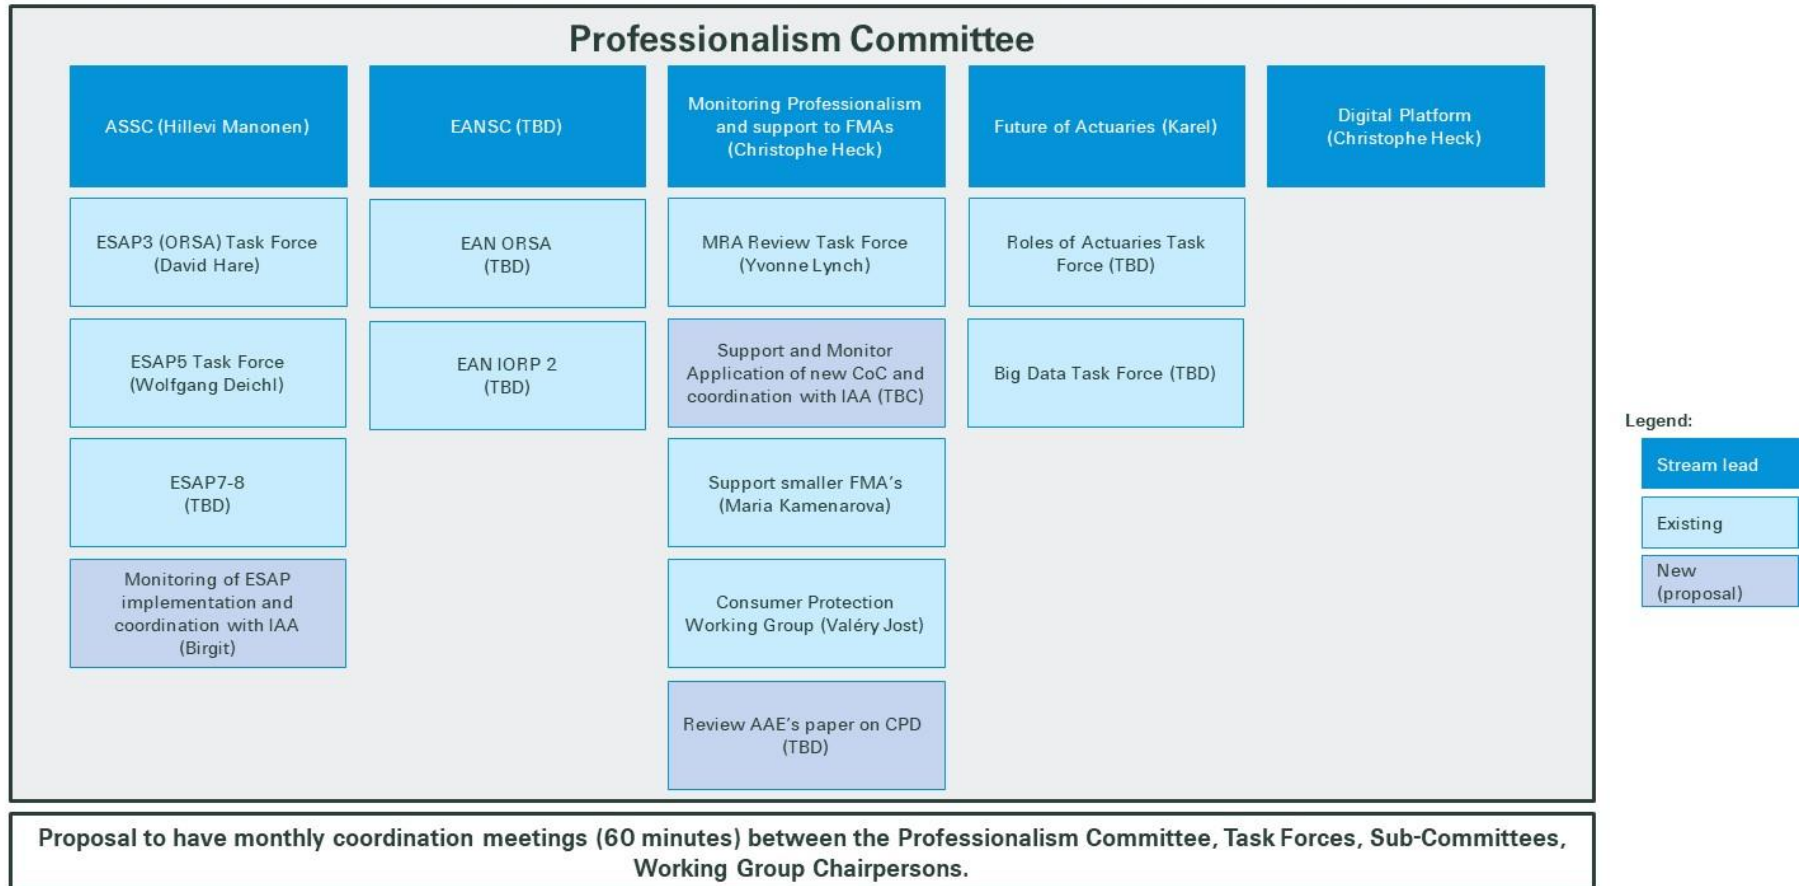 Professionalism Committee
ASSC (Hillevi Manonen)
EANSC (TBD)
Monitoring Professionalism
and support to FMAs
(Christophe Heck)
Future of Actuaries (Karel)
Digital Platform
(Christophe Heck)
ESAP3 (ORSA) Task Force
(David Hare)
EAN ORSA
(TBD)
MRA Review Task Force
(Yvonne Lynch)
Roles of Actuaries Task
Force (TBD)
ESAP5 Task Force
(Wolfgang Deichl)
EAN IORP 2
(TBD)
Support and Monitor
Application of new CoC and
coordination with IAA (TBC)
Big Data Task Force (TBD)
ESAP7-8
(TBD)
Support smaller FMA's
(Maria Kamenarova)
Monitoring of ESAP
implementation and
coordination with IAA
(Birgit)
Consumer Protection
Working Group (Valéry Jost)
Review AAE's paper on CPD
(TBD)
Legend:
Stream lead
Existing
New
(proposal)
Proposal to have monthly coordination meetings (60 minutes) between the Professionalism Committee, Task Forces, Sub-Committees,
Working Group Chairpersons.